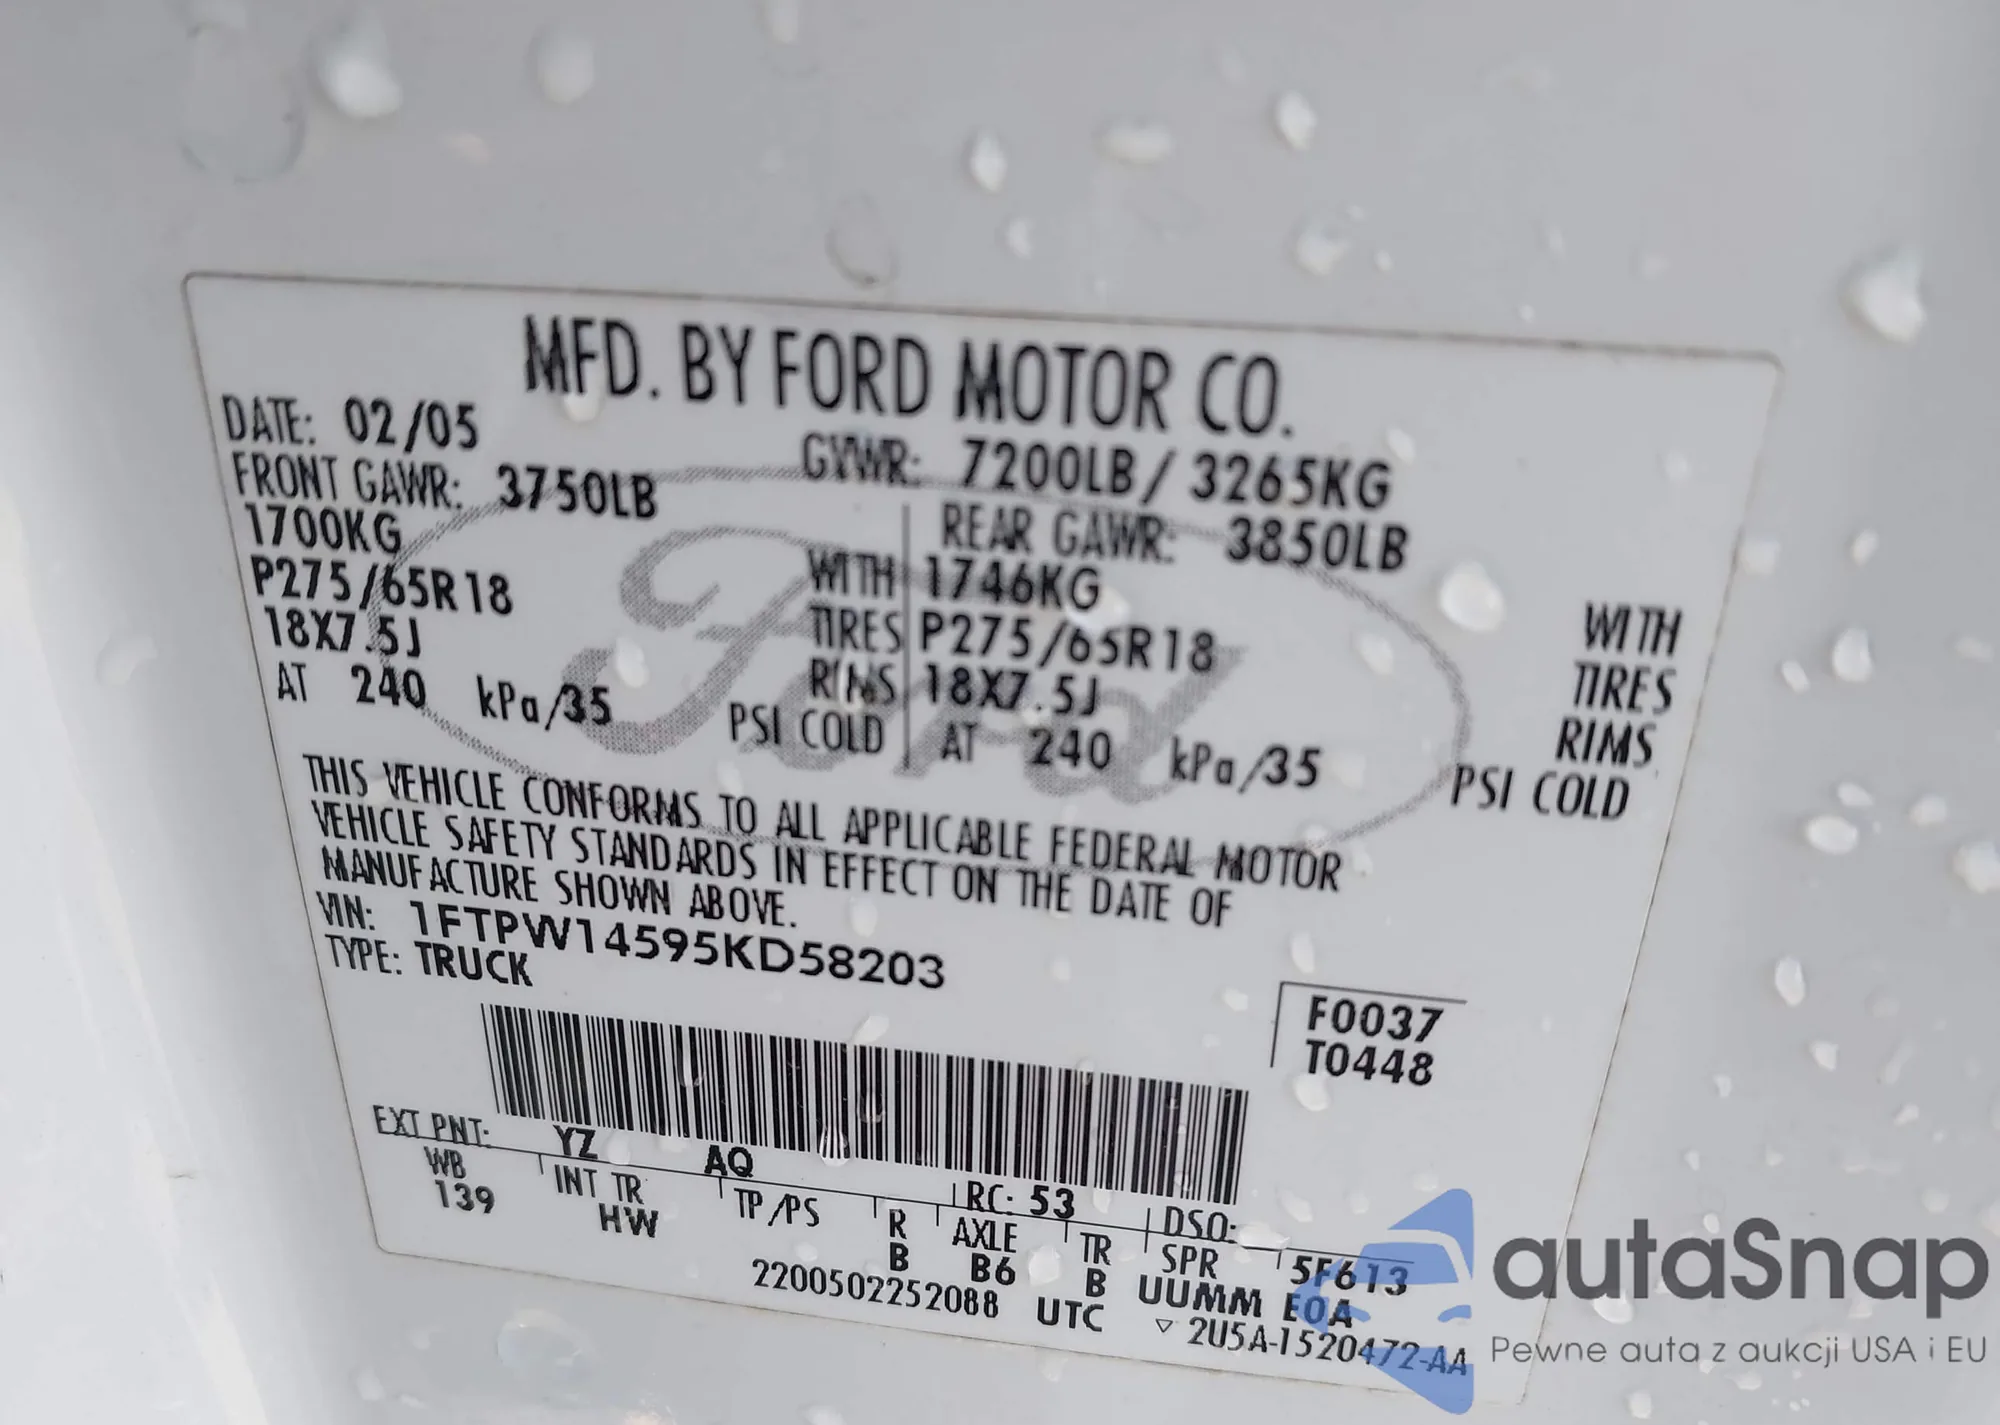 MFD. BY FORD MOTOR CO.
DATE: 02/05 GVWR: 7200LB / 3265KG
FRONT GAWR: 3750LB REAR GAWR: 3850LB
1700KG WITH 1746KG WITH
P275/65R18 TIRES P275/65R18 TIRES
18X7.5J RIMS 18X7.5J RIMS
AT 240 kPa/35 PSI COLD AT 240 kPa/35 PSI COLD
Ford
THIS VEHICLE CONFORMS TO ALL APPLICABLE FEDERAL MOTOR
VEHICLE SAFETY STANDARDS IN EFFECT ON THE DATE OF
MANUFACTURE SHOWN ABOVE.
VIN: 1FTPW14595KD58203
TYPE: TRUCK
F0037
T0448
EXT PNT: YZ AQ RC: 53 DSO:
WB INT TR TP/PS R AXLE TR SPR 5F613
139 HW B B6 B UUMM E0A
2200502252088 UTC ▽ 2U5A-1520472-AA
autaSnap
Pewne auta z aukcji USA i EU